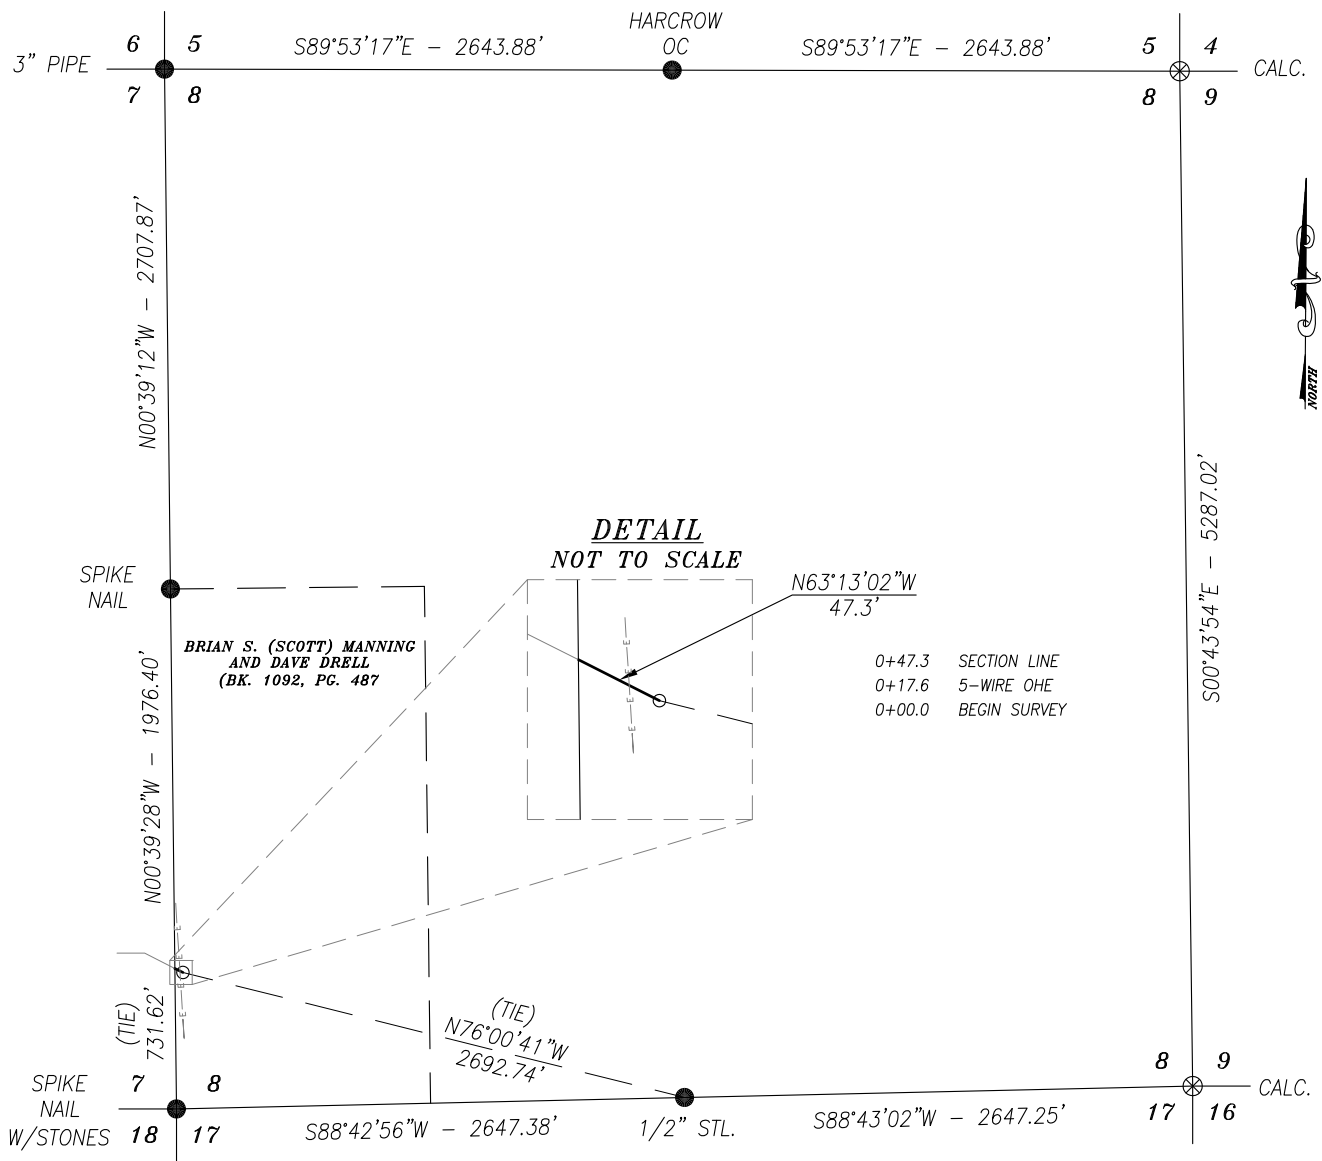 HARCROW
OC
6 5
S89°53'17"E - 2643.88'
S89°53'17"E - 2643.88'
5 4
3" PIPE
CALC.
7 8
8 9
N00°39'12"W - 2707.87'
NORTH
S00°43'54"E - 5287.02'
DETAIL
NOT TO SCALE
SPIKE
NAIL
N63°13'02"W
47.3'
BRIAN S. (SCOTT) MANNING
AND DAVE DRELL
(BK. 1092, PG. 487
E
E
E
0+47.3 SECTION LINE
0+17.6 5-WIRE OHE
0+00.0 BEGIN SURVEY
N00°39'28"W - 1976.40'
E
E
E
E
(TIE)
731.62'
(TIE)
N76°00'41"W
2692.74'
SPIKE
NAIL
W/STONES
7 8
18 17
S88°42'56"W - 2647.38'
1/2" STL.
S88°43'02"W - 2647.25'
8 9
CALC.
17 16